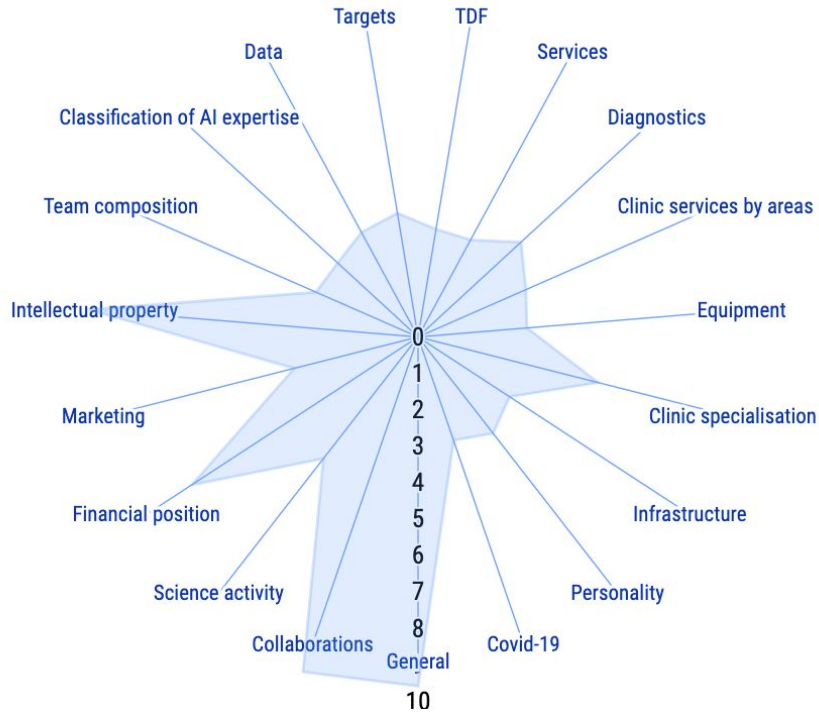 Targets
TDF
Data
Services
Classification of AI expertise
Diagnostics
Team composition
Clinic services by areas
Intellectual property
Equipment
0
1
2
3
4
5
6
7
8
10
Marketing
Clinic specialisation
Financial position
Infrastructure
Science activity
Personality
Collaborations
General
Covid-19